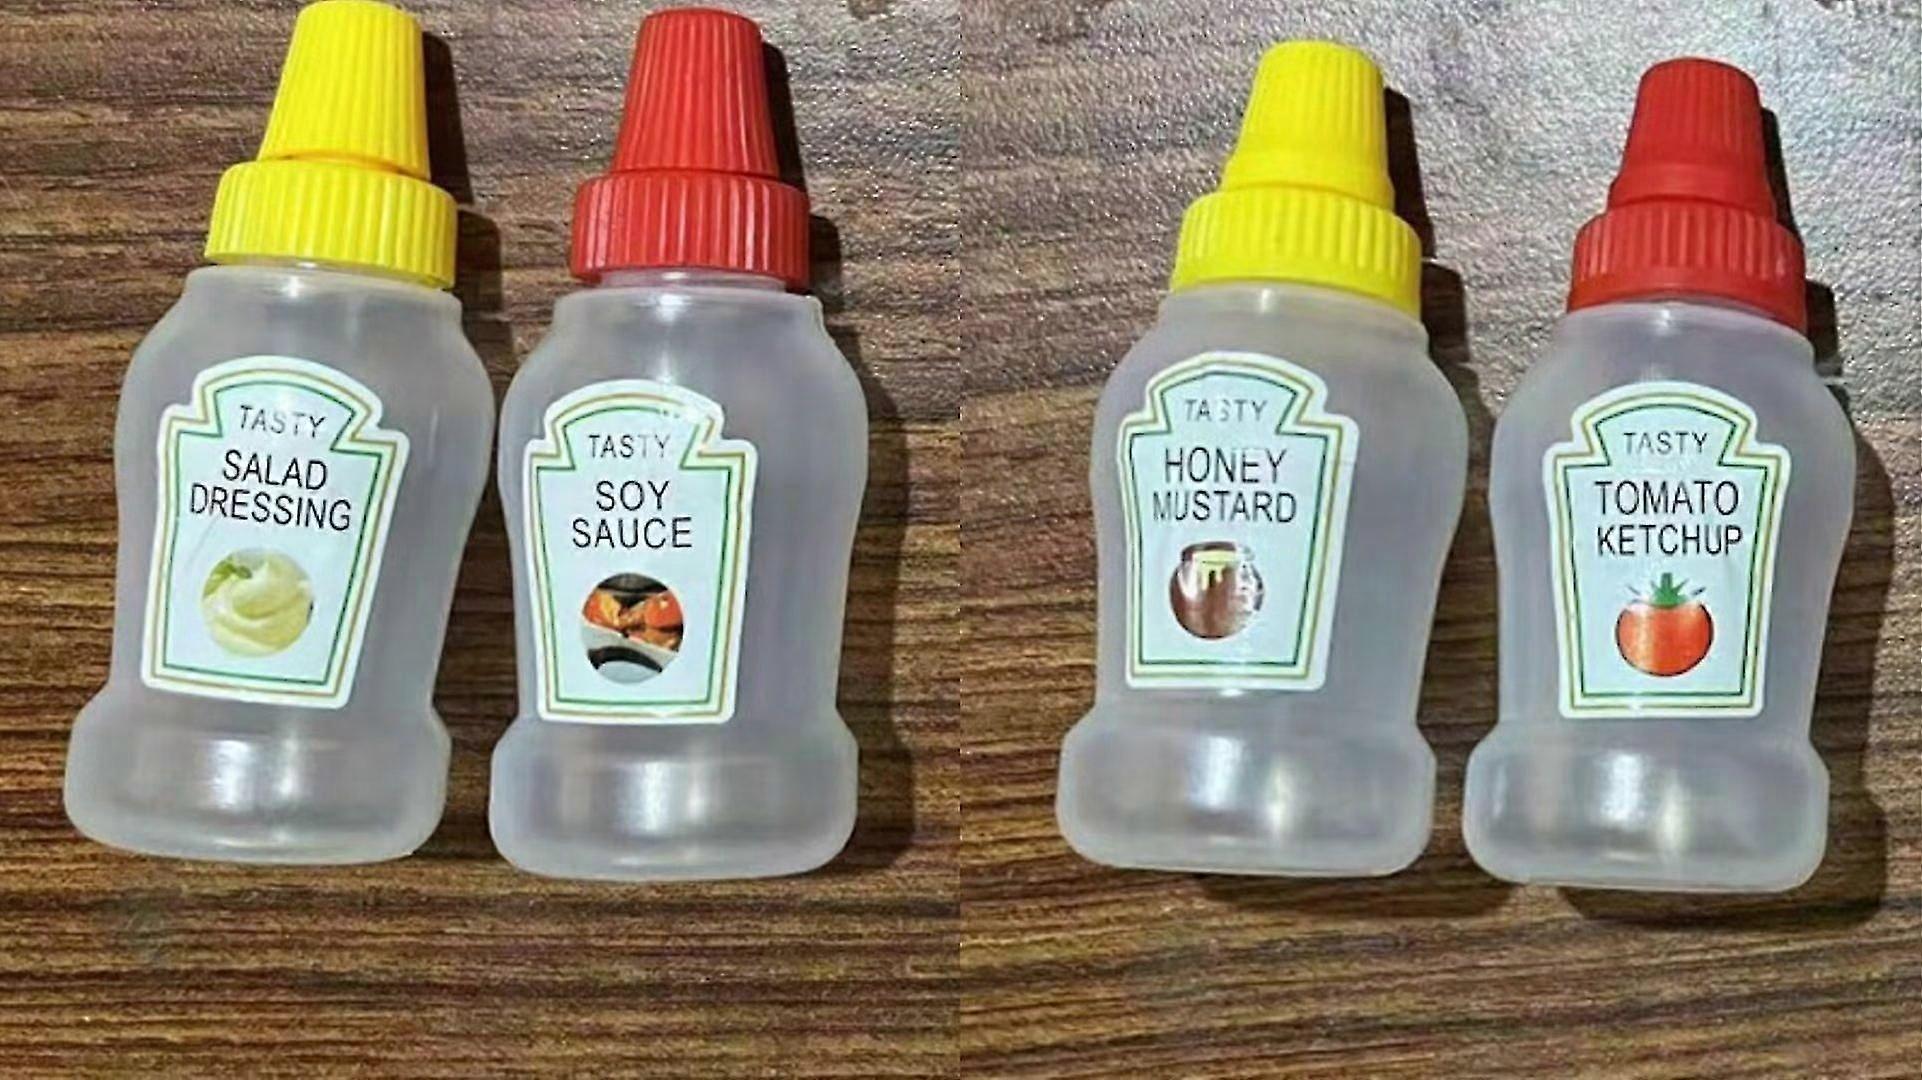 TASTY
SALAD
DRESSING
TASTY
SOY
SAUCE
TASTY
HONEY
MUSTARD
TASTY
TOMATO
KETCHUP